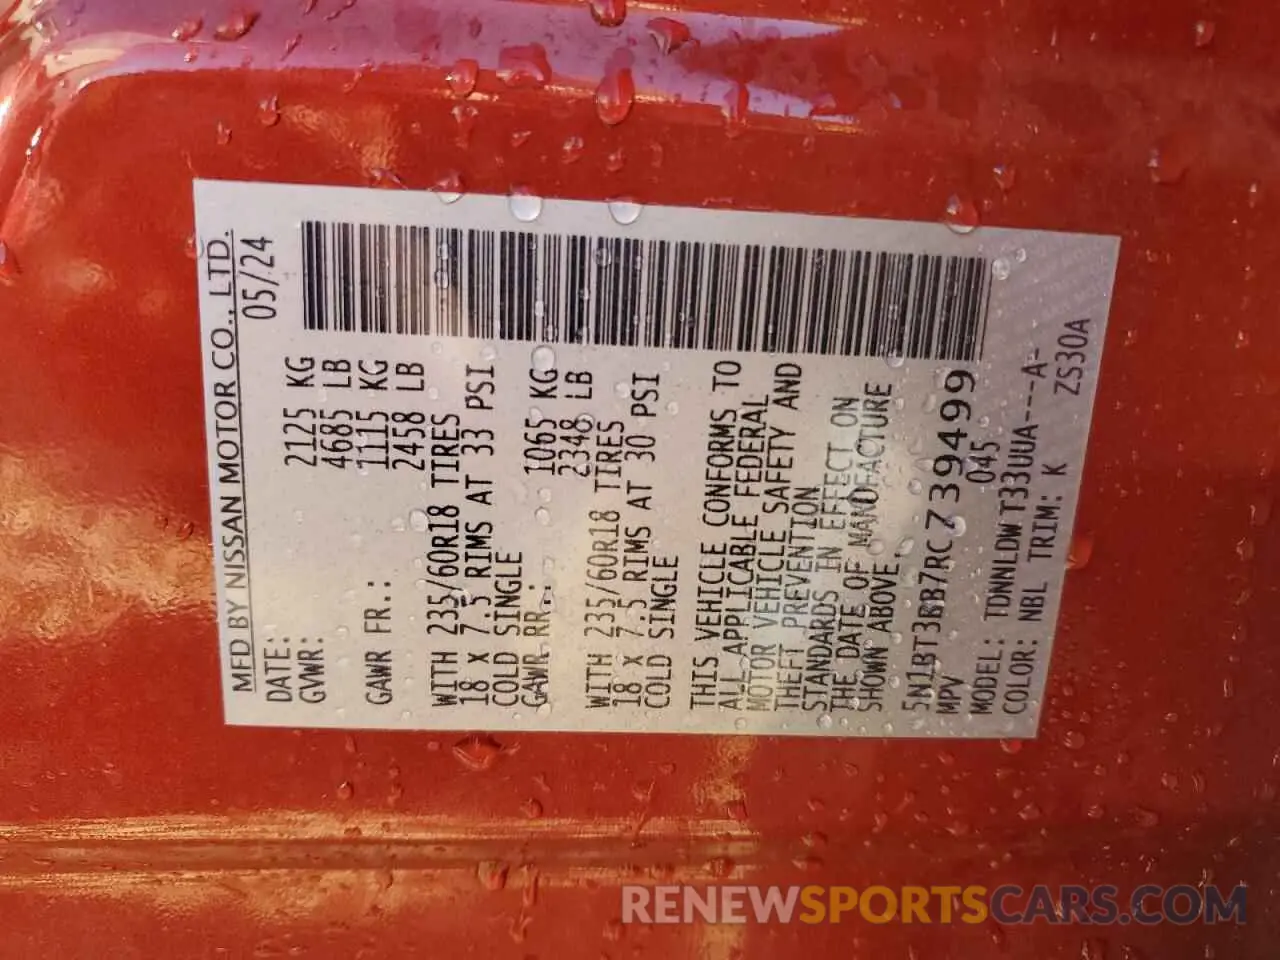 MFD BY NISSAN MOTOR CO., LTD.
DATE: 05/24
GVWR: 2125 KG
4685 LB
GAWR FR.: 1115 KG
2458 LB
WITH 235/60R18 TIRES
18 x 7.5 RIMS AT 33 PSI
COLD SINGLE
GAWR RR.: 1065 KG
2348 LB
WITH 235/60R18 TIRES
18 x 7.5 RIMS AT 30 PSI
COLD SINGLE
THIS VEHICLE CONFORMS TO
ALL APPLICABLE FEDERAL
MOTOR VEHICLE SAFETY AND
THEFT PREVENTION
STANDARDS IN EFFECT ON
THE DATE OF MANUFACTURE
SHOWN ABOVE.
5N1BT3BB7RC739499
MPV 045
MODEL: TDNNLDWT33UUA----A-
COLOR: NBL TRIM: K ZS30A
RENEWSPORTSCARS.COM